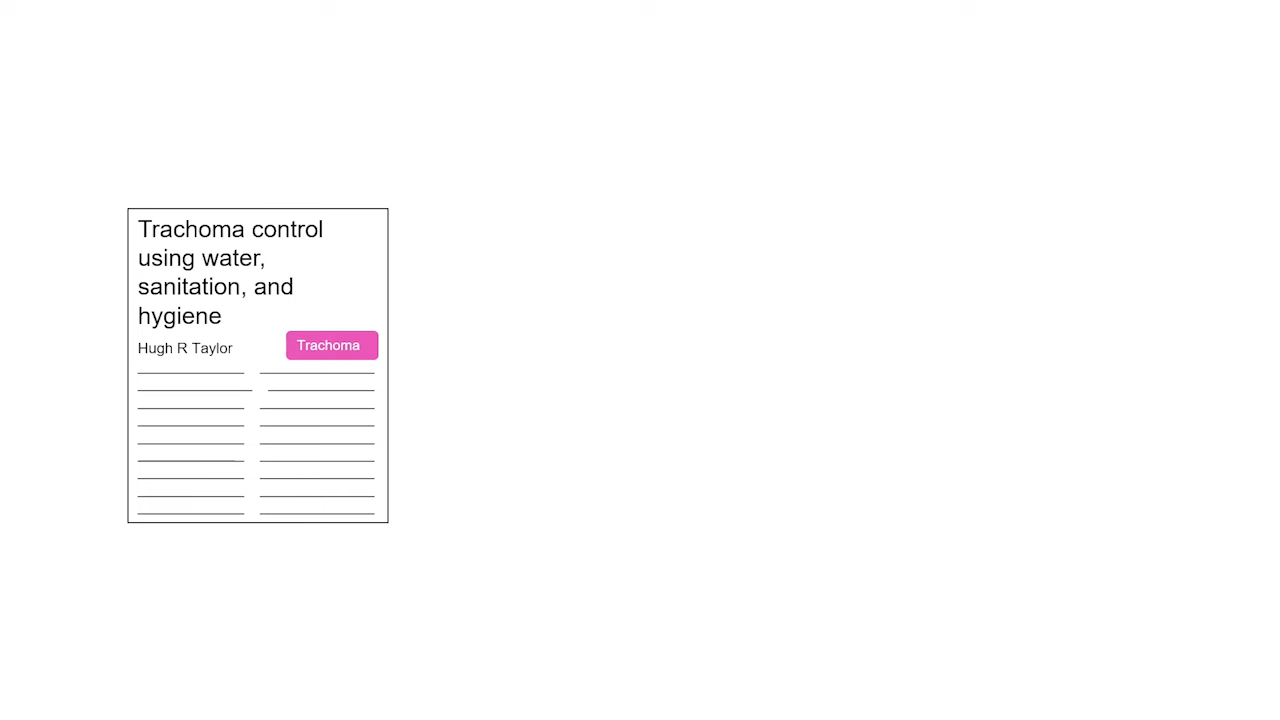 Trachoma control
using water,
sanitation, and
hygiene
Hugh R Taylor
Trachoma